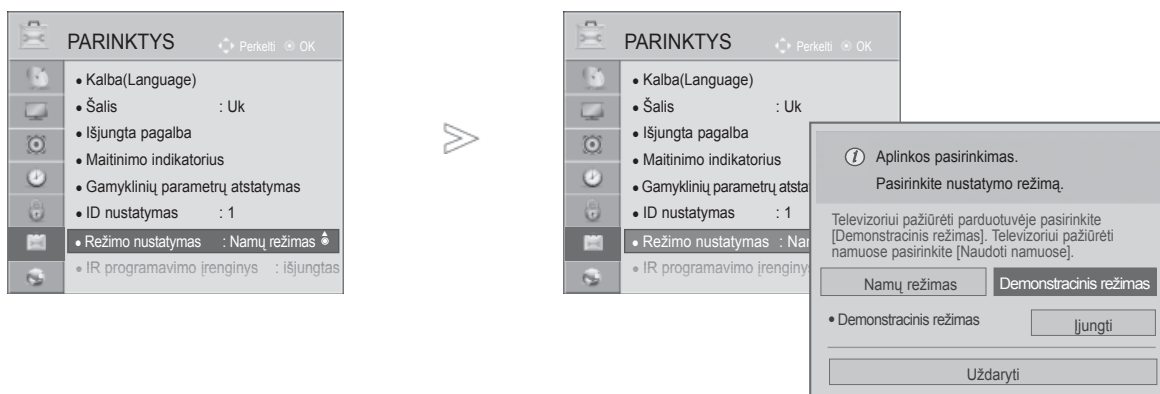 PARINKTYS Perkelti OK
• Kalba(Language)
• Šalis : Uk
• Išjungta pagalba
• Maitinimo indikatorius
• Gamyklinių parametrų atstatymas
• ID nustatymas : 1
• Režimo nustatymas : Namų režimas
• IR programavimo įrenginys : išjungtas
PARINKTYS Perkelti OK
• Kalba(Language)
• Šalis : Uk
• Išjungta pagalba
• Maitinimo indikatorius
• Gamyklinių parametrų atsta
• ID nustatymas : 1
• Režimo nustatymas : Nam
• IR programavimo įrenginys
i Aplinkos pasirinkimas.
Pasirinkite nustatymo režimą.
Televizoriui pažiūrėti parduotuvėje pasirinkite
[Demonstracinis režimas]. Televizoriui pažiūrėti
namuose pasirinkite [Naudoti namuose].
Namų režimas Demonstracinis režimas
• Demonstracinis režimas Įjungti
Uždaryti